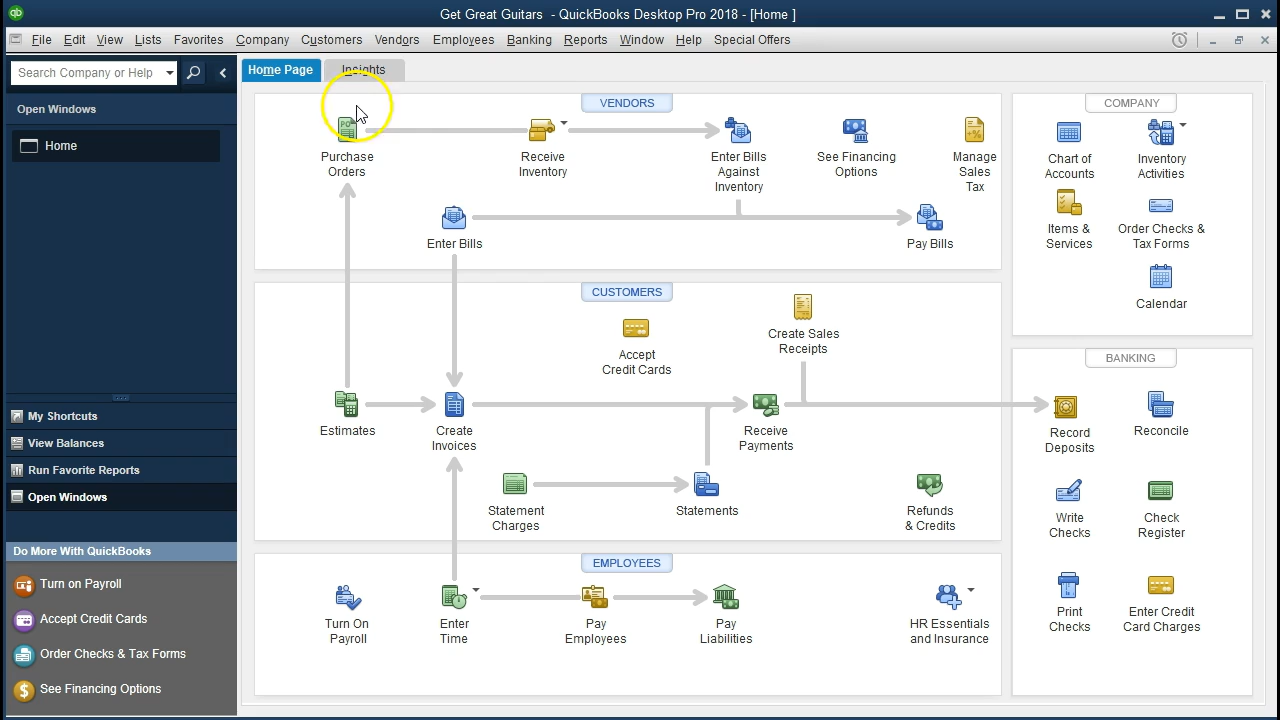 Get Great Guitars - QuickBooks Desktop Pro 2018 - [Home ]
File Edit View Lists Favorites Company Customers Vendors Employees Banking Reports Window Help Special Offers
Search Company or Help
Home Page
Insights
Open Windows
Home
My Shortcuts
View Balances
Run Favorite Reports
Open Windows
Do More With QuickBooks
Turn on Payroll
Accept Credit Cards
Order Checks & Tax Forms
See Financing Options
VENDORS
Purchase
Orders
Receive
Inventory
Enter Bills
Against
Inventory
See Financing
Options
Manage
Sales
Tax
Enter Bills
Pay Bills
CUSTOMERS
Accept
Credit Cards
Create Sales
Receipts
Estimates
Create
Invoices
Receive
Payments
Statement
Charges
Statements
Refunds
& Credits
EMPLOYEES
Turn On
Payroll
Enter
Time
Pay
Employees
Pay
Liabilities
HR Essentials
and Insurance
COMPANY
Chart of
Accounts
Inventory
Activities
Items &
Services
Order Checks &
Tax Forms
Calendar
BANKING
Record
Deposits
Reconcile
Write
Checks
Check
Register
Print
Checks
Enter Credit
Card Charges